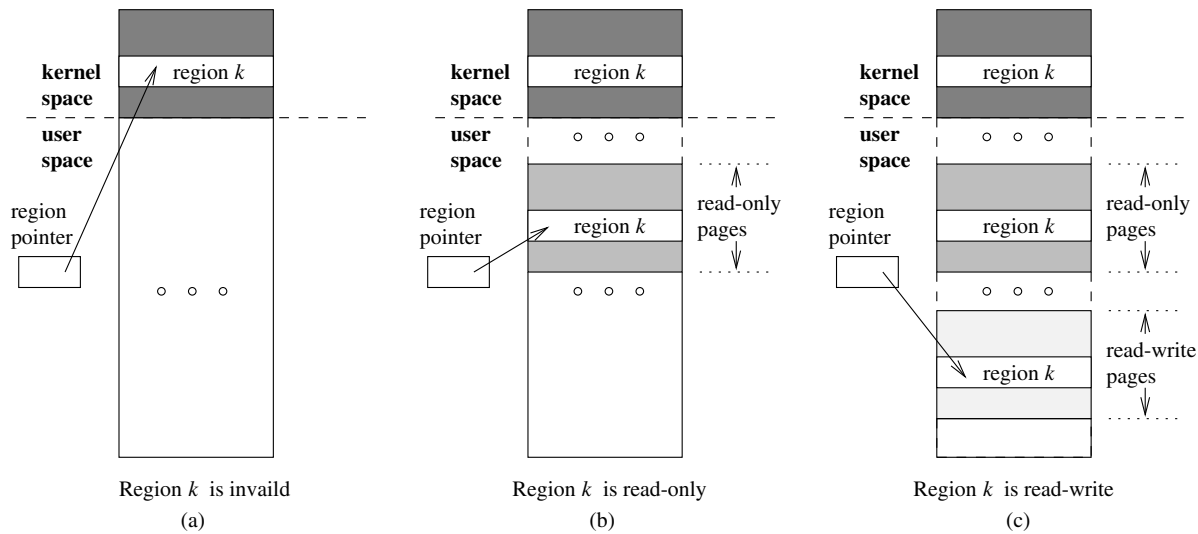 kernel
space
region k
user
space
region
pointer
Region k is invaild
(a)
kernel
space
region k
user
space
region
pointer
region k
read-only
pages
Region k is read-only
(b)
kernel
space
region k
user
space
region
pointer
region k
read-only
pages
region k
read-write
pages
Region k is read-write
(c)